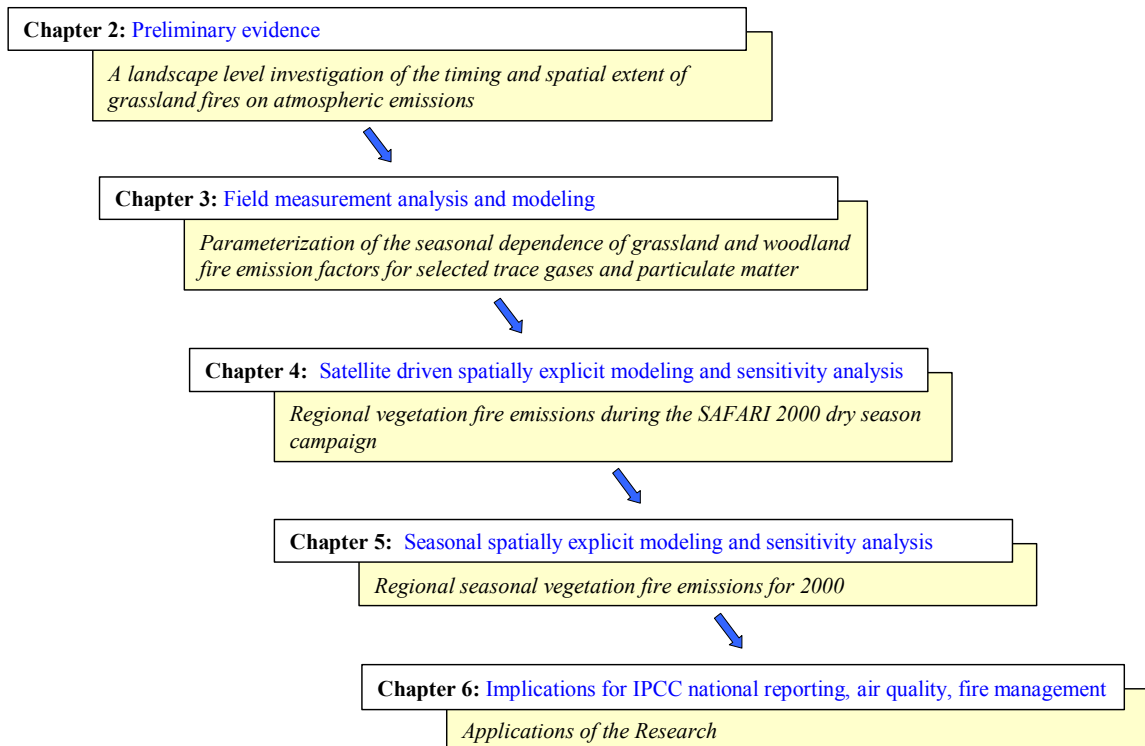 Chapter 2: Preliminary evidence
A landscape level investigation of the timing and spatial extent of
grassland fires on atmospheric emissions
Chapter 3: Field measurement analysis and modeling
Parameterization of the seasonal dependence of grassland and woodland
fire emission factors for selected trace gases and particulate matter
Chapter 4: Satellite driven spatially explicit modeling and sensitivity analysis
Regional vegetation fire emissions during the SAFARI 2000 dry season
campaign
Chapter 5: Seasonal spatially explicit modeling and sensitivity analysis
Regional seasonal vegetation fire emissions for 2000
Chapter 6: Implications for IPCC national reporting, air quality, fire management
Applications of the Research